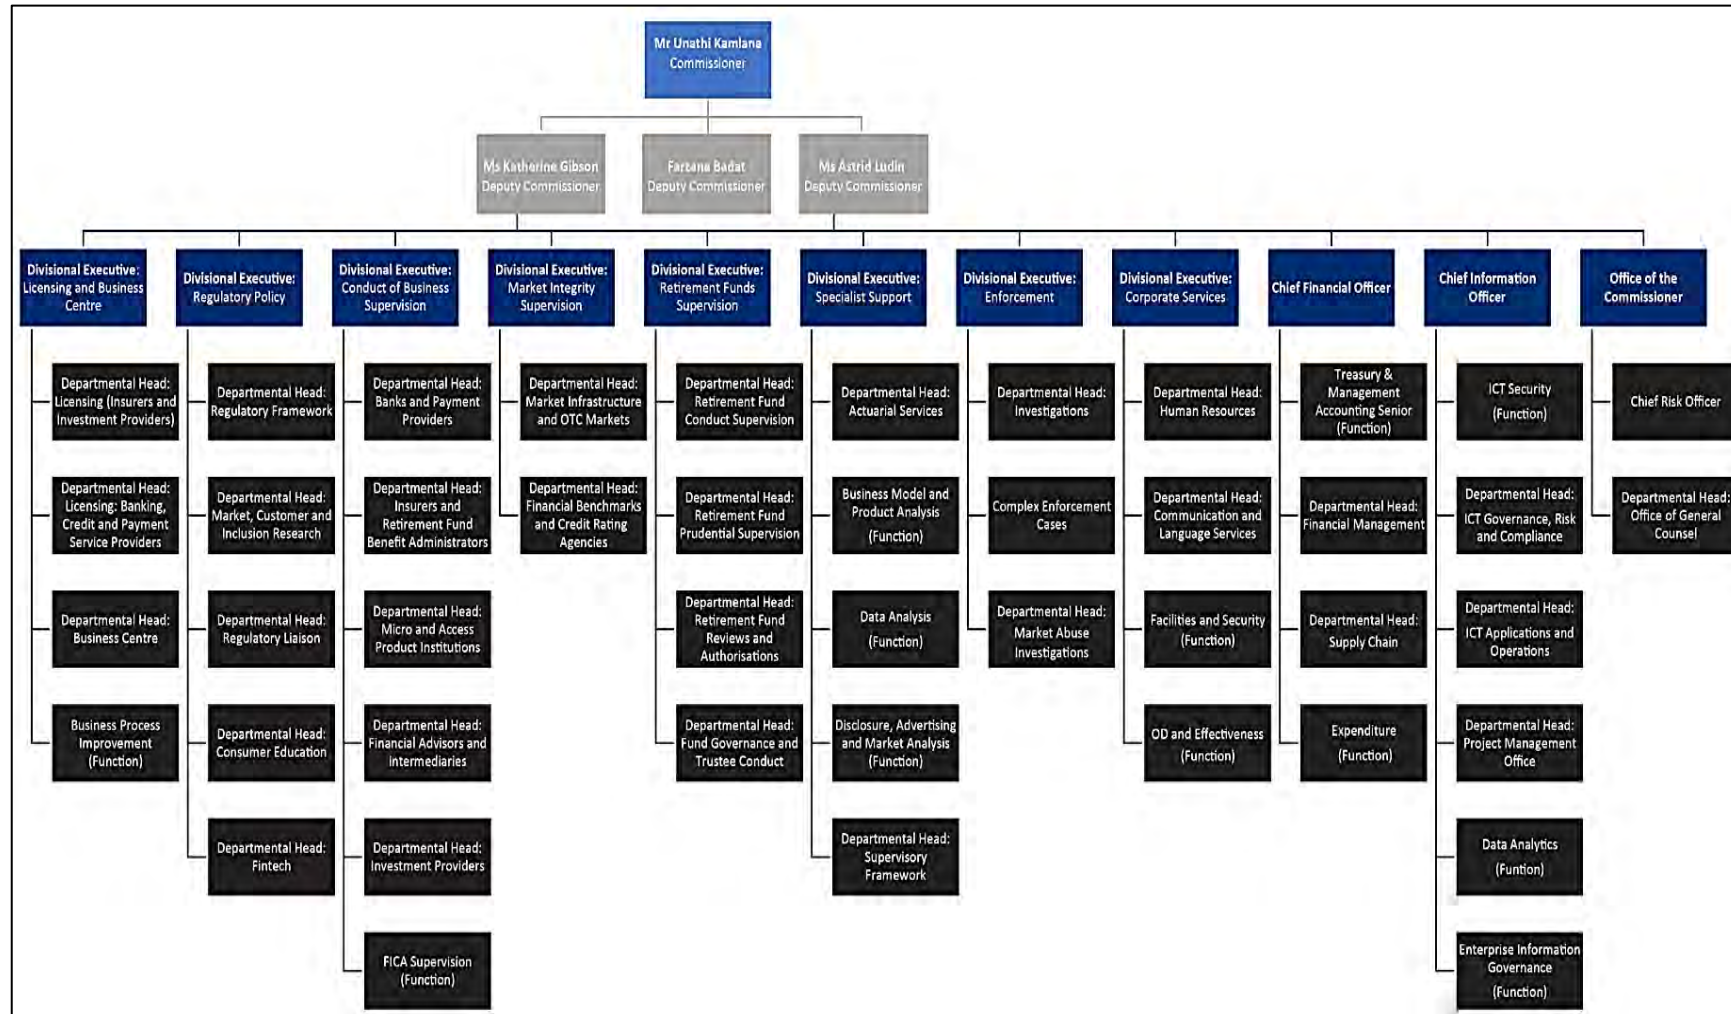 Mr Unathi Kamlana
Commissioner
Ms Katherine Gibson
Deputy Commissioner
Farzana Badat
Deputy Commissioner
Ms Astrid Ludin
Deputy Commissioner
Divisional Executive:
Licensing and Business
Centre
Divisional Executive:
Regulatory Policy
Divisional Executive:
Conduct of Business
Supervision
Divisional Executive:
Market Integrity
Supervision
Divisional Executive:
Retirement Funds
Supervision
Divisional Executive:
Specialist Support
Divisional Executive:
Enforcement
Divisional Executive:
Corporate Services
Chief Financial Officer
Chief Information
Officer
Office of the
Commissioner
Departmental Head:
Licensing (Insurers and
Investment Providers)
Departmental Head:
Regulatory Framework
Departmental Head:
Banks and Payment
Providers
Departmental Head:
Market Infrastructure
and OTC Markets
Departmental Head:
Retirement Fund
Conduct Supervision
Departmental Head:
Actuarial Services
Departmental Head:
Investigations
Departmental Head:
Human Resources
Treasury &
Management
Accounting Senior
(Function)
ICT Security
(Function)
Chief Risk Officer
Departmental Head:
Licensing: Banking,
Credit and Payment
Service Providers
Departmental Head:
Market, Customer and
Inclusion Research
Departmental Head:
Insurers and
Retirement Fund
Benefit Administrators
Departmental Head:
Financial Benchmarks
and Credit Rating
Agencies
Departmental Head:
Retirement Fund
Prudential Supervision
Business Model and
Product Analysis
(Function)
Complex Enforcement
Cases
Departmental Head:
Communication and
Language Services
Departmental Head:
Financial Management
Departmental Head:
ICT Governance, Risk
and Compliance
Departmental Head:
Office of General
Counsel
Departmental Head:
Business Centre
Departmental Head:
Regulatory Liaison
Departmental Head:
Micro and Access
Product Institutions
Departmental Head:
Retirement Fund
Reviews and
Authorisations
Data Analysis
(Function)
Departmental Head:
Market Abuse
Investigations
Facilities and Security
(Function)
Departmental Head:
Supply Chain
Departmental Head:
ICT Applications and
Operations
Business Process
Improvement
(Function)
Departmental Head:
Consumer Education
Departmental Head:
Financial Advisors and
Intermediaries
Departmental Head:
Fund Governance and
Trustee Conduct
Disclosure, Advertising
and Market Analysis
(Function)
OD and Effectiveness
(Function)
Expenditure
(Function)
Departmental Head:
Project Management
Office
Departmental Head:
Fintech
Departmental Head:
Investment Providers
Departmental Head:
Supervisory
Framework
Data Analytics
(Funtion)
FICA Supervision
(Function)
Enterprise Information
Governance
(Function)